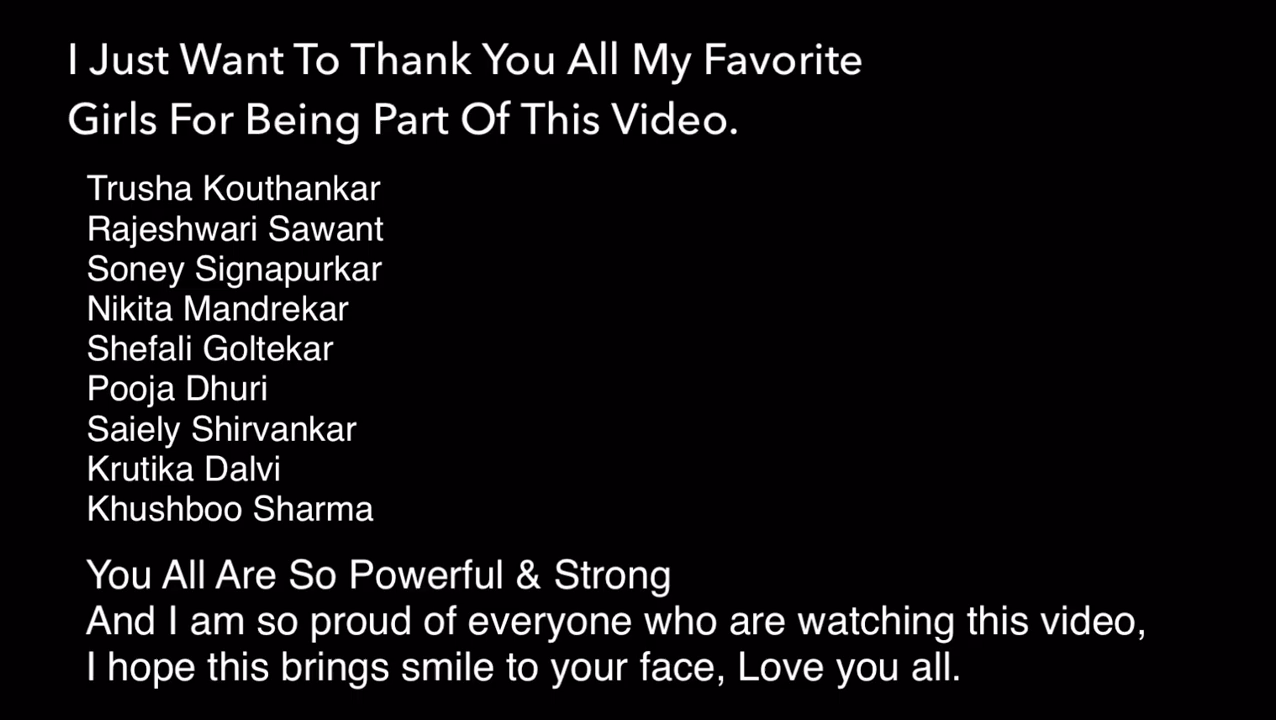 I Just Want To Thank You All My Favorite
Girls For Being Part Of This Video.
Trusha Kouthankar
Rajeshwari Sawant
Soney Signapurkar
Nikita Mandrekar
Shefali Goltekar
Pooja Dhuri
Saiely Shirvankar
Krutika Dalvi
Khushboo Sharma
You All Are So Powerful & Strong
And I am so proud of everyone who are watching this video,
I hope this brings smile to your face, Love you all.